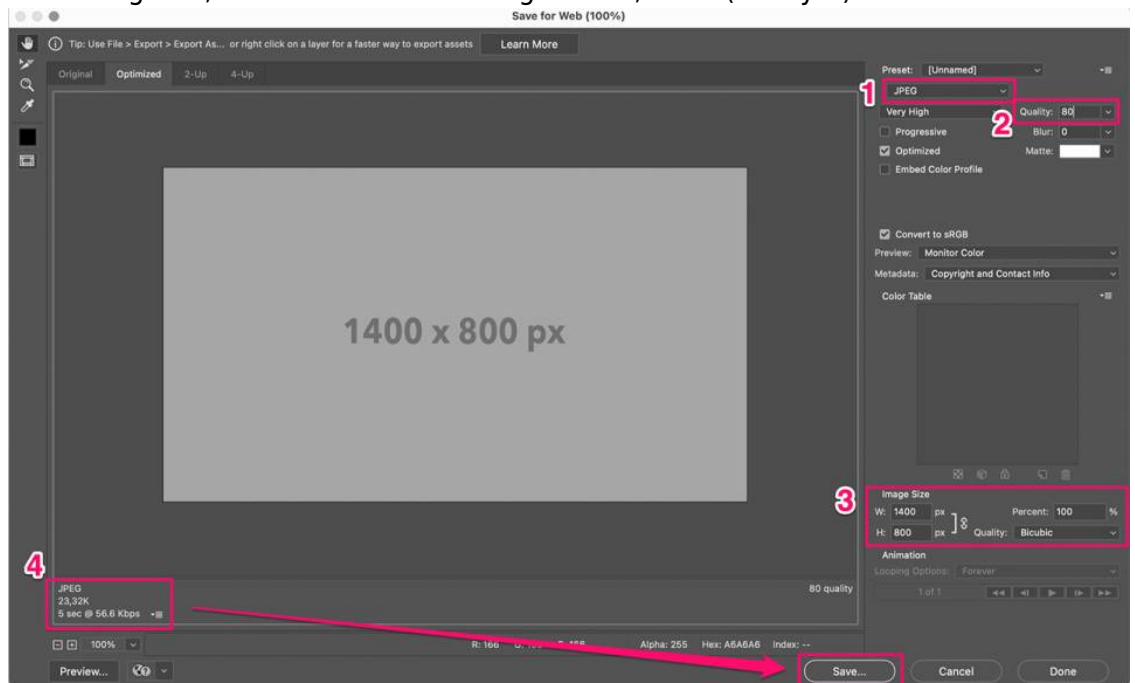 Save for Web (100%)
Tip: Use File > Export > Export As... or right click on a layer for a faster way to export assets
Learn More
Original Optimized 2-Up 4-Up
Preset: [Unnamed]
1 JPEG
Very High 2 Quality: 80
Progressive Blur: 0
Optimized Matte:
Embed Color Profile
Convert to sRGB
Preview: Monitor Color
Metadata: Copyright and Contact Info
Color Table
1400 x 800 px
3 Image Size
W: 1400 px Percent: 100 %
H: 800 px Quality: Bicubic
Animation
Looping Options: Forever
1 of 1
4
JPEG 80 quality
23,32K
5 sec @ 56.6 Kbps
100% R: 166 Alpha: 255 Hex: A6A6A6 Index: --
Preview... Save... Cancel Done